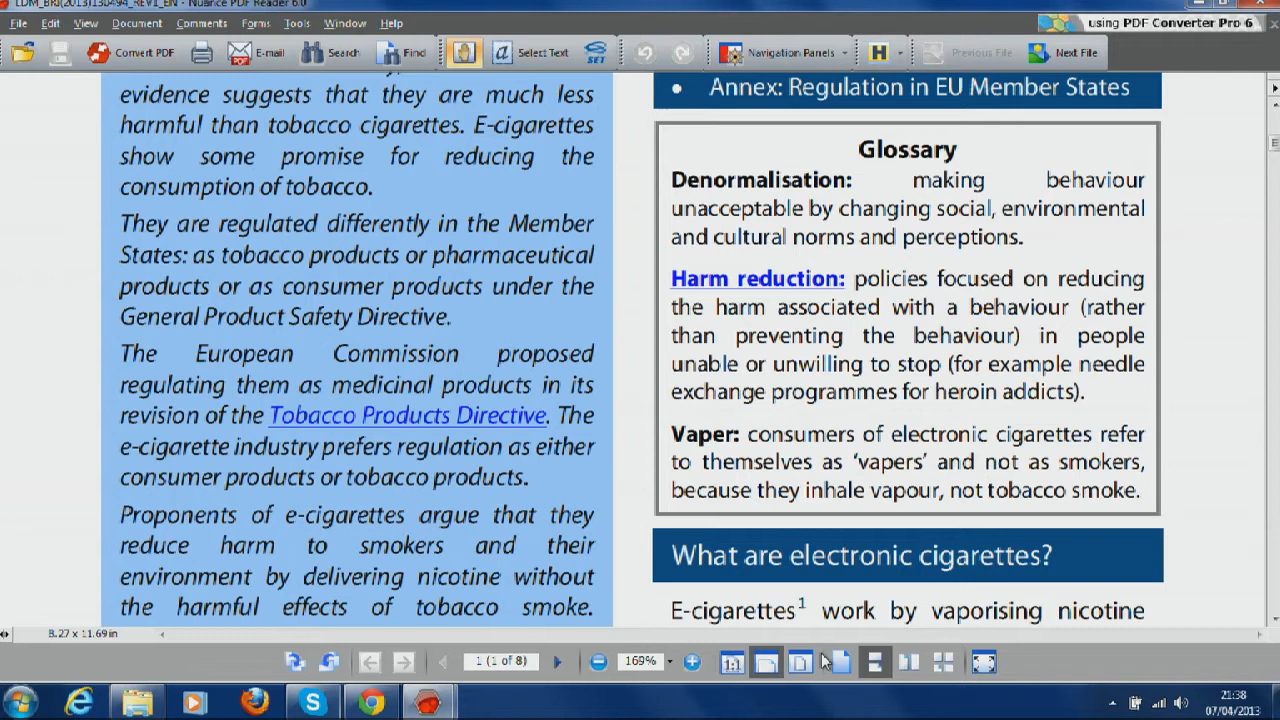 LDM_BRI(2013)130494_REV1_EN - Nuance PDF Reader 6.0
File Edit View Document Comments Forms Tools Window Help
using PDF Converter Pro 6
Convert PDF E-mail Search Find Select Text SET Navigation Panels H Previous File Next File
evidence suggests that they are much less
harmful than tobacco cigarettes. E-cigarettes
show some promise for reducing the
consumption of tobacco.
They are regulated differently in the Member
States: as tobacco products or pharmaceutical
products or as consumer products under the
General Product Safety Directive.
The European Commission proposed
regulating them as medicinal products in its
revision of the Tobacco Products Directive. The
e-cigarette industry prefers regulation as either
consumer products or tobacco products.
Proponents of e-cigarettes argue that they
reduce harm to smokers and their
environment by delivering nicotine without
the harmful effects of tobacco smoke.
• Annex: Regulation in EU Member States
Glossary
Denormalisation: making behaviour
unacceptable by changing social, environmental
and cultural norms and perceptions.
Harm reduction: policies focused on reducing
the harm associated with a behaviour (rather
than preventing the behaviour) in people
unable or unwilling to stop (for example needle
exchange programmes for heroin addicts).
Vaper: consumers of electronic cigarettes refer
to themselves as ‘vapers’ and not as smokers,
because they inhale vapour, not tobacco smoke.
What are electronic cigarettes?
E-cigarettes1 work by vaporising nicotine
8.27 x 11.69 in
1 (1 of 8) 169% 1:1
21:38
07/04/2013